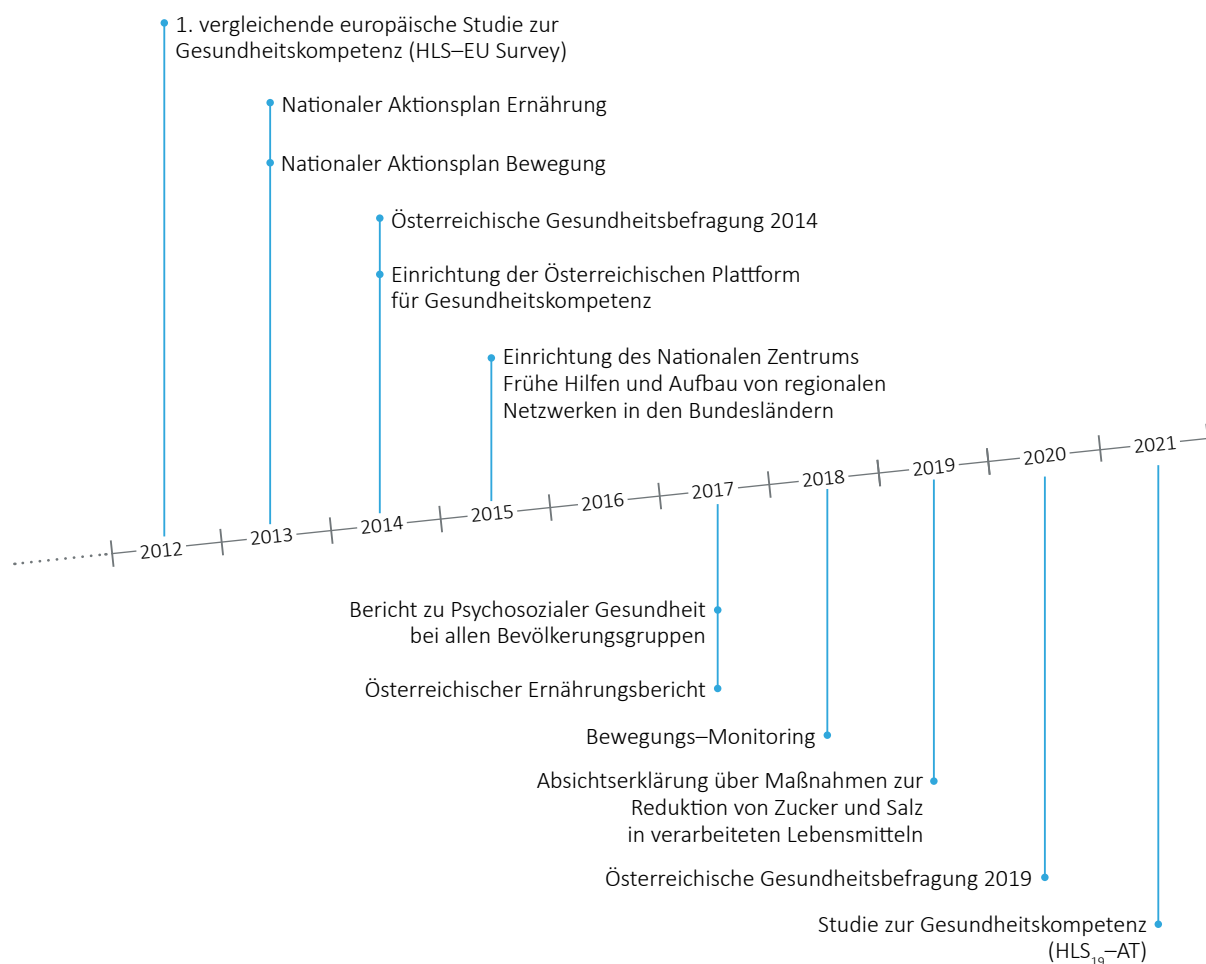 1. vergleichende europäische Studie zur
Gesundheitskompetenz (HLS–EU Survey)
Nationaler Aktionsplan Ernährung
Nationaler Aktionsplan Bewegung
Österreichische Gesundheitsbefragung 2014
Einrichtung der Österreichischen Plattform
für Gesundheitskompetenz
Einrichtung des Nationalen Zentrums
Frühe Hilfen und Aufbau von regionalen
Netzwerken in den Bundesländern
2012 2013 2014 2015 2016 2017 2018 2019 2020 2021
Bericht zu Psychosozialer Gesundheit
bei allen Bevölkerungsgruppen
Österreichischer Ernährungsbericht
Bewegungs–Monitoring
Absichtserklärung über Maßnahmen zur
Reduktion von Zucker und Salz
in verarbeiteten Lebensmitteln
Österreichische Gesundheitsbefragung 2019
Studie zur Gesundheitskompetenz
(HLS₁₉–AT)